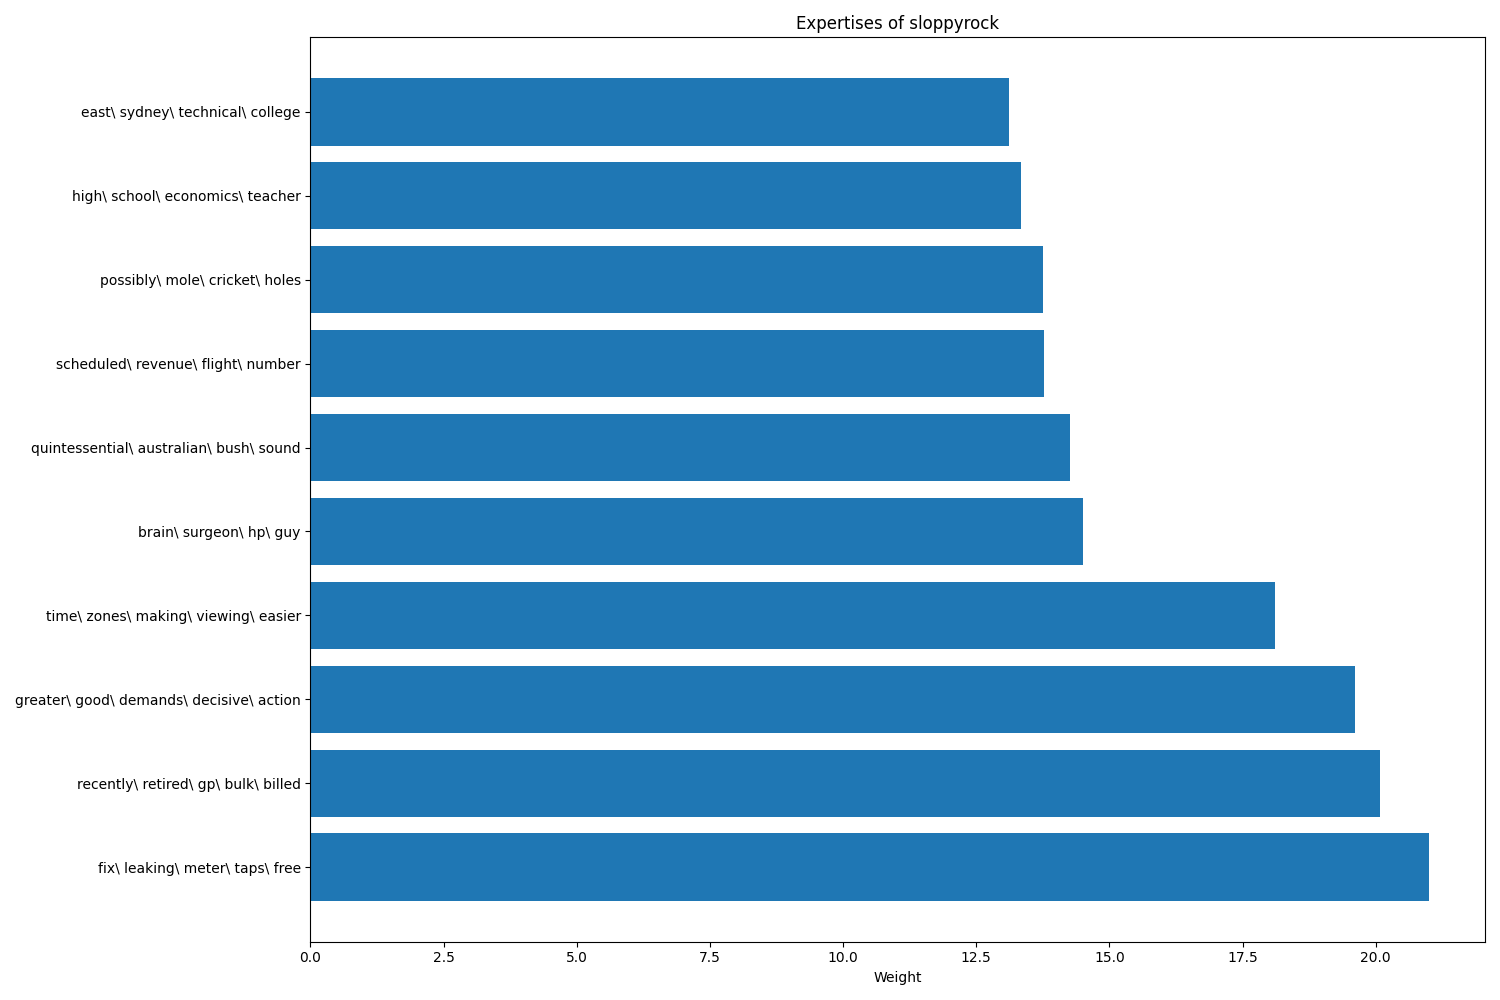 Expertises of sloppyrock
east\ sydney\ technical\ college
high\ school\ economics\ teacher
possibly\ mole\ cricket\ holes
scheduled\ revenue\ flight\ number
quintessential\ australian\ bush\ sound
brain\ surgeon\ hp\ guy
time\ zones\ making\ viewing\ easier
greater\ good\ demands\ decisive\ action
recently\ retired\ gp\ bulk\ billed
fix\ leaking\ meter\ taps\ free
0.0 2.5 5.0 7.5 10.0 12.5 15.0 17.5 20.0
Weight